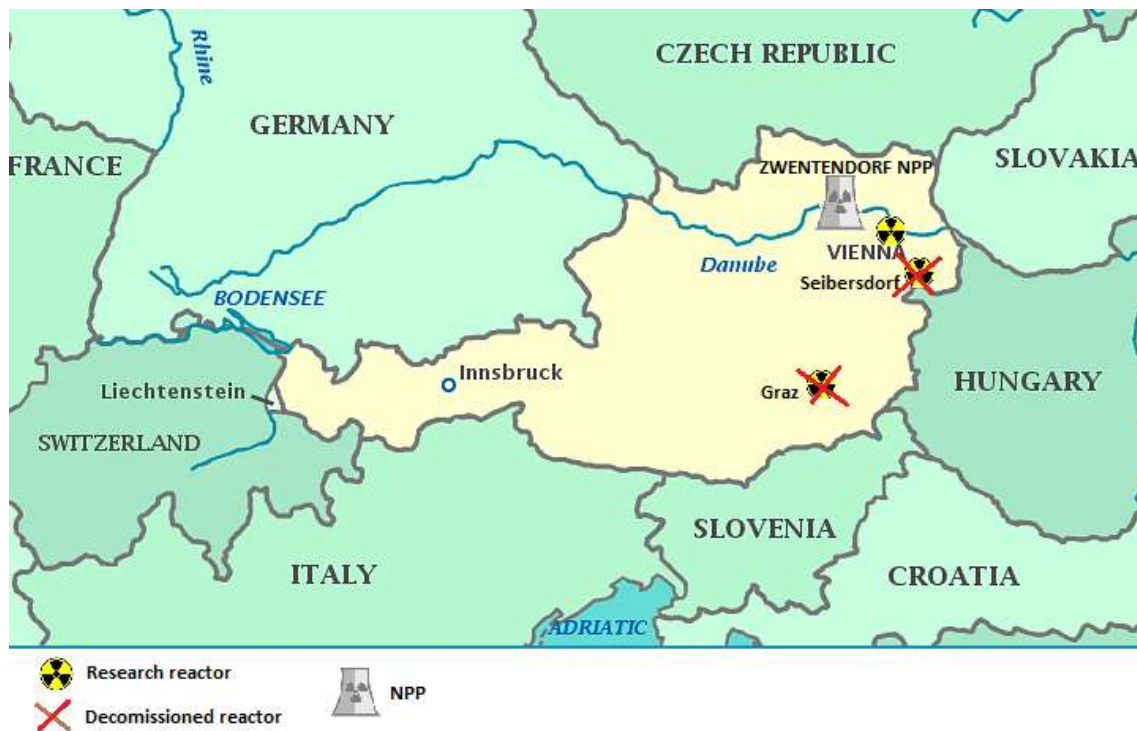 Rhine
CZECH REPUBLIC
GERMANY
FRANCE
SLOVAKIA
ZWENTENDORF NPP
VIENNA
Danube
Seibersdorf
BODENSEE
Innsbruck
Liechtenstein
Graz
HUNGARY
SWITZERLAND
SLOVENIA
ITALY
CROATIA
ADRIATIC
Research reactor
NPP
Decomissioned reactor